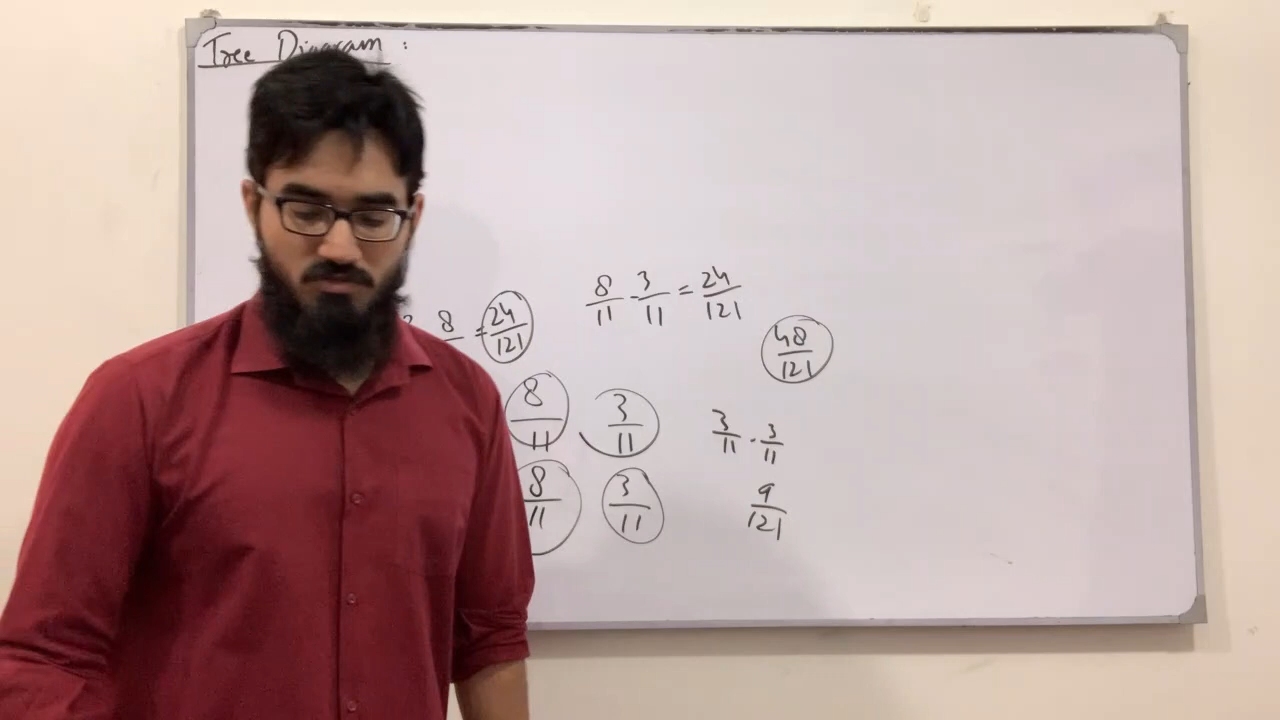 Tree Diagram :
8/11 · 3/11 = 24/121
8 = 24/121
48/121
8/11 3/11 3/11 · 3/11
8/11 3/11 9/121